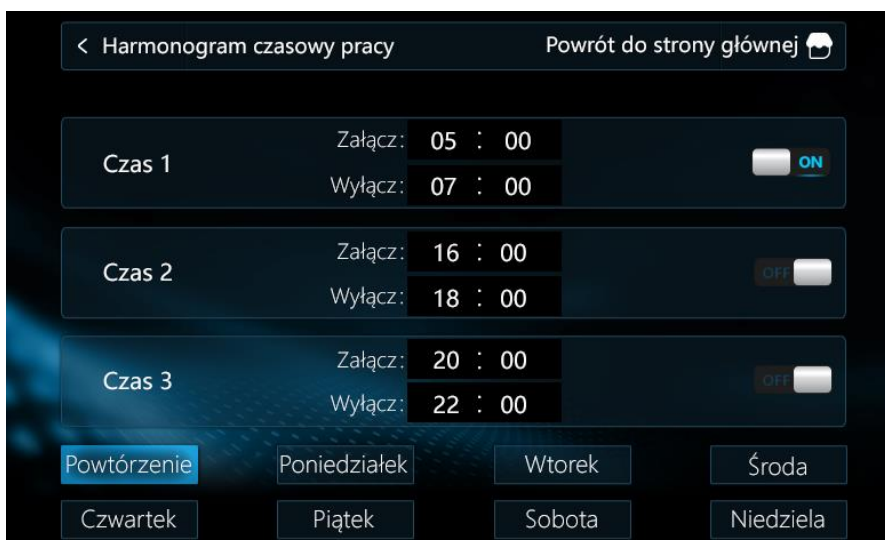 < Harmonogram czasowy pracy Powrót do strony głównej
Załącz: 05 : 00
Czas 1 ON
Wyłącz: 07 : 00
Załącz: 16 : 00
Czas 2 OFF
Wyłącz: 18 : 00
Załącz: 20 : 00
Czas 3 OFF
Wyłącz: 22 : 00
Powtórzenie Poniedziałek Wtorek Środa
Czwartek Piątek Sobota Niedziela